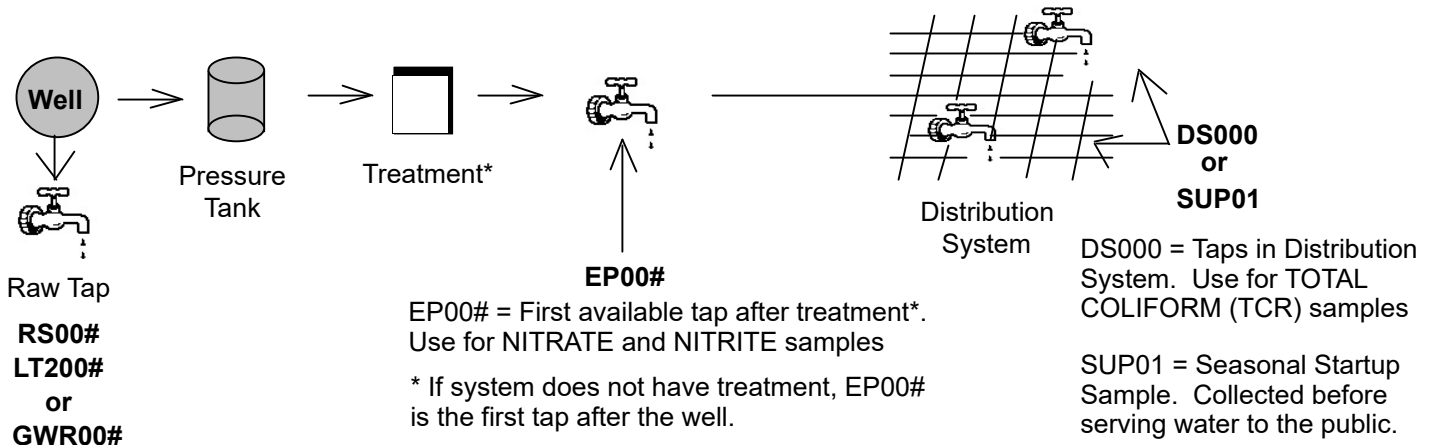 Well
Pressure
Tank
Treatment*
Raw Tap
RS00#
LT200#
or
GWR00#
EP00#
EP00# = First available tap after treatment*.
Use for NITRATE and NITRITE samples
* If system does not have treatment, EP00#
is the first tap after the well.
Distribution
System
DS000
or
SUP01
DS000 = Taps in Distribution
System. Use for TOTAL
COLIFORM (TCR) samples
SUP01 = Seasonal Startup
Sample. Collected before
serving water to the public.